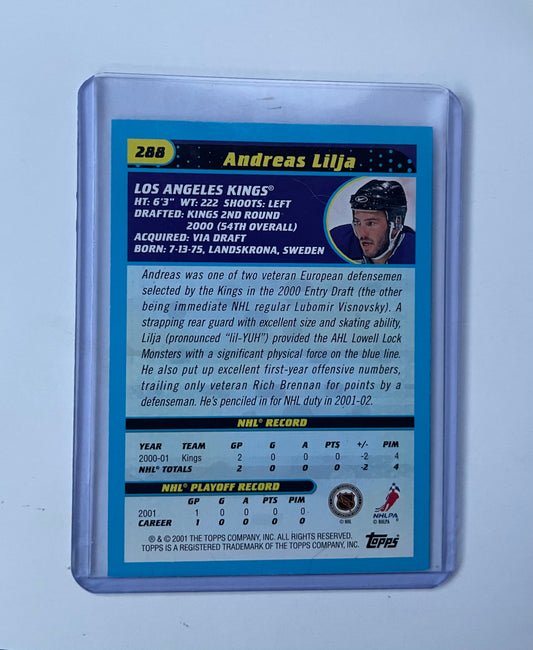 288
Andreas Lilja
LOS ANGELES KINGS®
HT: 6'3" WT: 222 SHOOTS: LEFT
DRAFTED: KINGS 2ND ROUND
2000 (54TH OVERALL)
ACQUIRED: VIA DRAFT
BORN: 7-13-75, LANDSKRONA, SWEDEN
Andreas was one of two veteran European defensemen
selected by the Kings in the 2000 Entry Draft (the other
being immediate NHL regular Lubomir Visnovsky). A
strapping rear guard with excellent size and skating ability,
Lilja (pronounced "lil-YUH") provided the AHL Lowell Lock
Monsters with a significant physical force on the blue line.
He also put up excellent first-year offensive numbers,
trailing only veteran Rich Brennan for points by a
defenseman. He's penciled in for NHL duty in 2001-02.
NHL® RECORD
YEAR TEAM GP G A PTS +/- PIM
2000-01 Kings 2 0 0 0 -2 4
NHL® TOTALS 2 0 0 0 -2 4
NHL® PLAYOFF RECORD
GP G A PTS PIM
2001 1 0 0 0 0
CAREER 1 0 0 0 0
© NHL
NHLPA
© NHLPA
® & © 2001 THE TOPPS COMPANY, INC. ALL RIGHTS RESERVED.
TOPPS IS A REGISTERED TRADEMARK OF THE TOPPS COMPANY, INC.
Topps